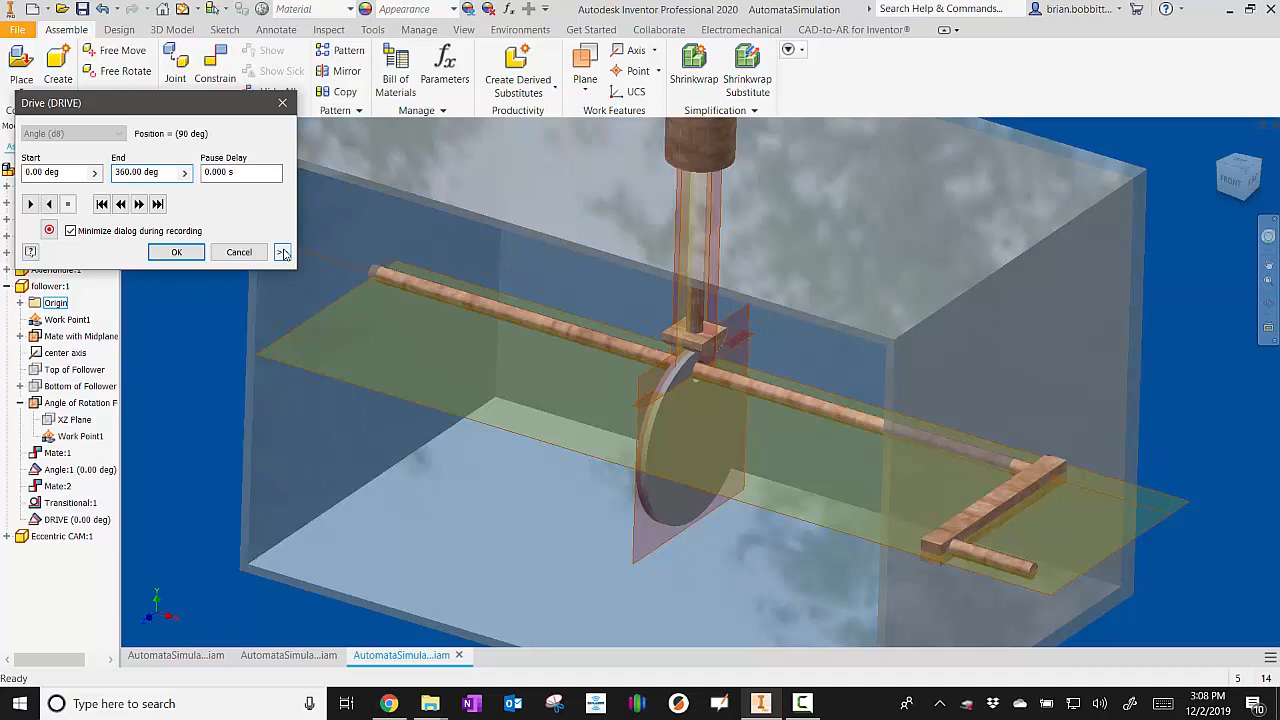 Material
Appearance
Autodesk Inventor Professional 2020 AutomataSimulation
Search Help & Commands...
brian.bobbitt...
File Assemble Design 3D Model Sketch Annotate Inspect Tools Manage View Environments Get Started Collaborate Electromechanical CAD-to-AR for Inventor®
Free Move
Show
Pattern
Axis
Place Create
Free Rotate
Joint Constrain
Show Sick
Mirror
Bill of
Materials
Parameters
Create Derived
Substitutes
Plane
Point
Shrinkwrap
Shrinkwrap
Substitute
Copy
UCS
Pattern
Manage
Productivity
Work Features
Simplification
Drive (DRIVE)
Angle (d8) Position = (90 deg)
Start End Pause Delay
0.00 deg 360.00 deg 0.000 s
Minimize dialog during recording
OK Cancel
follower:1
Origin
Work Point1
Mate with Midplane
center axis
Top of Follower
Bottom of Follower
Angle of Rotation F
XZ Plane
Work Point1
Mate:1
Angle:1 (0.00 deg)
Mate:2
Transitional:1
DRIVE (0.00 deg)
Eccentric CAM:1
FRONT
Y
AutomataSimula...iam AutomataSimula...iam AutomataSimula...iam
Ready
5 14
Type here to search
3:08 PM
12/2/2019